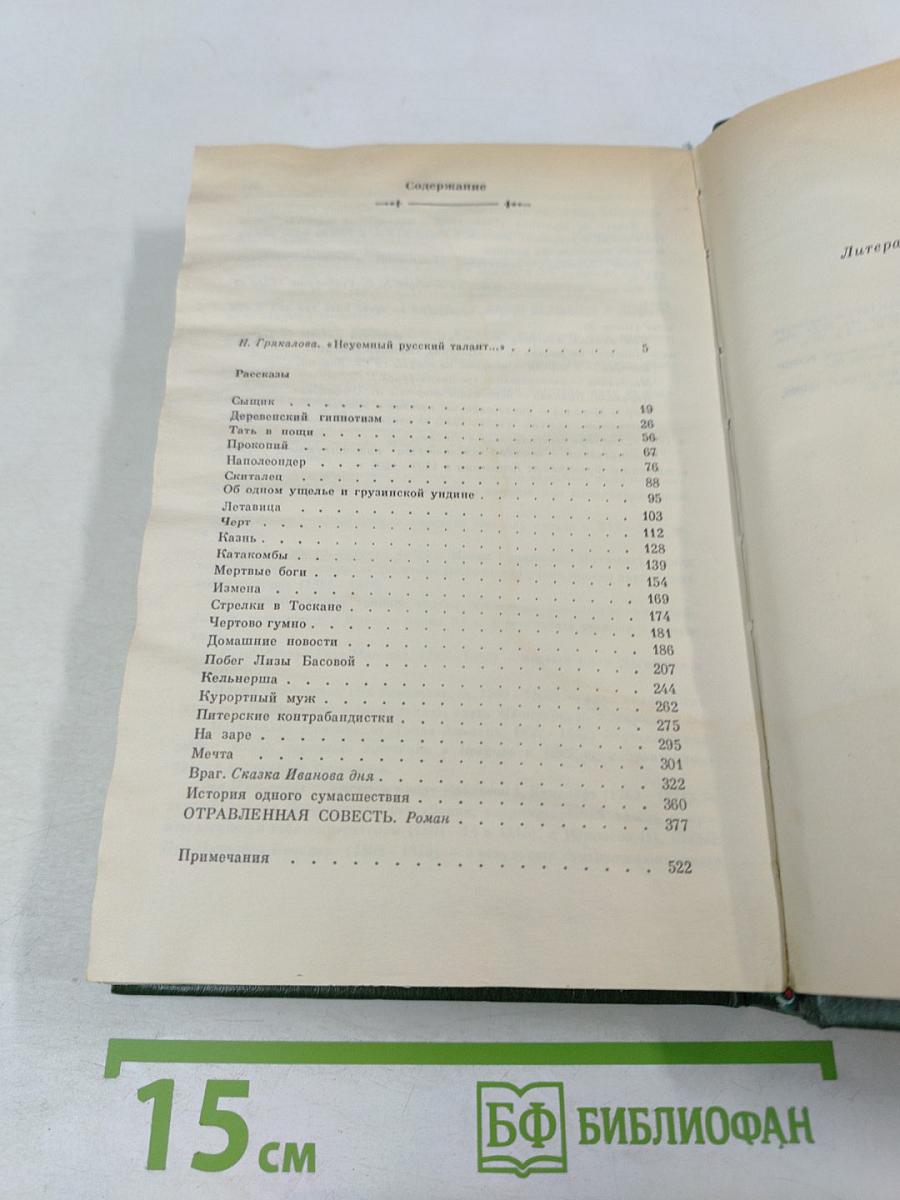 Содержание
Н. Грякалова. «Неуемный русский талант...» . . . . . . . 5
Рассказы
Сыщик . . . . . . . . . . . . . . . . . . . . 19
Деревенский гипнотизм . . . . . . . . . . . . . 26
Тать в нощи . . . . . . . . . . . . . . . . . . 56
Прокопий . . . . . . . . . . . . . . . . . . . 67
Наполеондер . . . . . . . . . . . . . . . . . . 76
Скиталец . . . . . . . . . . . . . . . . . . . 88
Об одном ущелье и грузинской ундине . . . . . . . . 95
Летавица . . . . . . . . . . . . . . . . . . . 103
Черт . . . . . . . . . . . . . . . . . . . . 112
Казнь . . . . . . . . . . . . . . . . . . . . 128
Катакомбы . . . . . . . . . . . . . . . . . . 139
Мертвые боги . . . . . . . . . . . . . . . . . 154
Измена . . . . . . . . . . . . . . . . . . . 169
Стрелки в Тоскане . . . . . . . . . . . . . . . 174
Чертово гумно . . . . . . . . . . . . . . . . . 181
Домашние новости . . . . . . . . . . . . . . . 186
Побег Лизы Басовой . . . . . . . . . . . . . . 207
Кельнерша . . . . . . . . . . . . . . . . . . 244
Курортный муж . . . . . . . . . . . . . . . . 262
Питерские контрабандистки . . . . . . . . . . . . 275
На заре . . . . . . . . . . . . . . . . . . . 295
Мечта . . . . . . . . . . . . . . . . . . . . 301
Враг. Сказка Иванова дня . . . . . . . . . . . . . 322
История одного сумасшествия . . . . . . . . . . . 360
ОТРАВЛЕННАЯ СОВЕСТЬ. Роман . . . . . . . . . 377
Примечания . . . . . . . . . . . . . . . . . 522
15 см
БФ БИБЛИОФАН